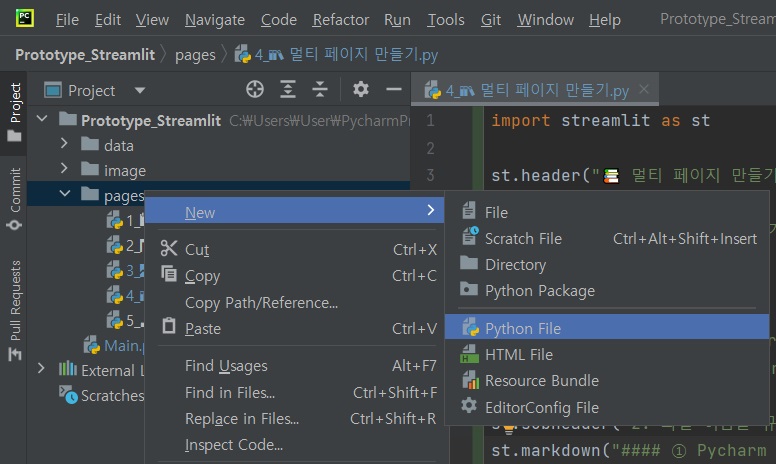 PC
File Edit View Navigate Code Refactor Run Tools Git Window Help Prototype_Stream
Prototype_Streamlit pages 4_ 멀티 페이지 만들기.py
Project
4_ 멀티 페이지 만들기.py
Project
Commit
Pull Requests
Prototype_Streamlit C:₩Users₩User₩PycharmPr
data
image
pages
1_
2_
3_
4_
5_
Main.p
External L
Scratches
1 import streamlit as st
2
3 st.header("📚 멀티 페이지 만들기
New
Cut Ctrl+X
Copy Ctrl+C
Copy Path/Reference...
Paste Ctrl+V
Find Usages Alt+F7
Find in Files... Ctrl+Shift+F
Replace in Files... Ctrl+Shift+R
Inspect Code...
File
Scratch File Ctrl+Alt+Shift+Insert
Directory
Python Package
Python File
HTML File
Resource Bundle
EditorConfig File
st.markdown("#### ① Pycharm